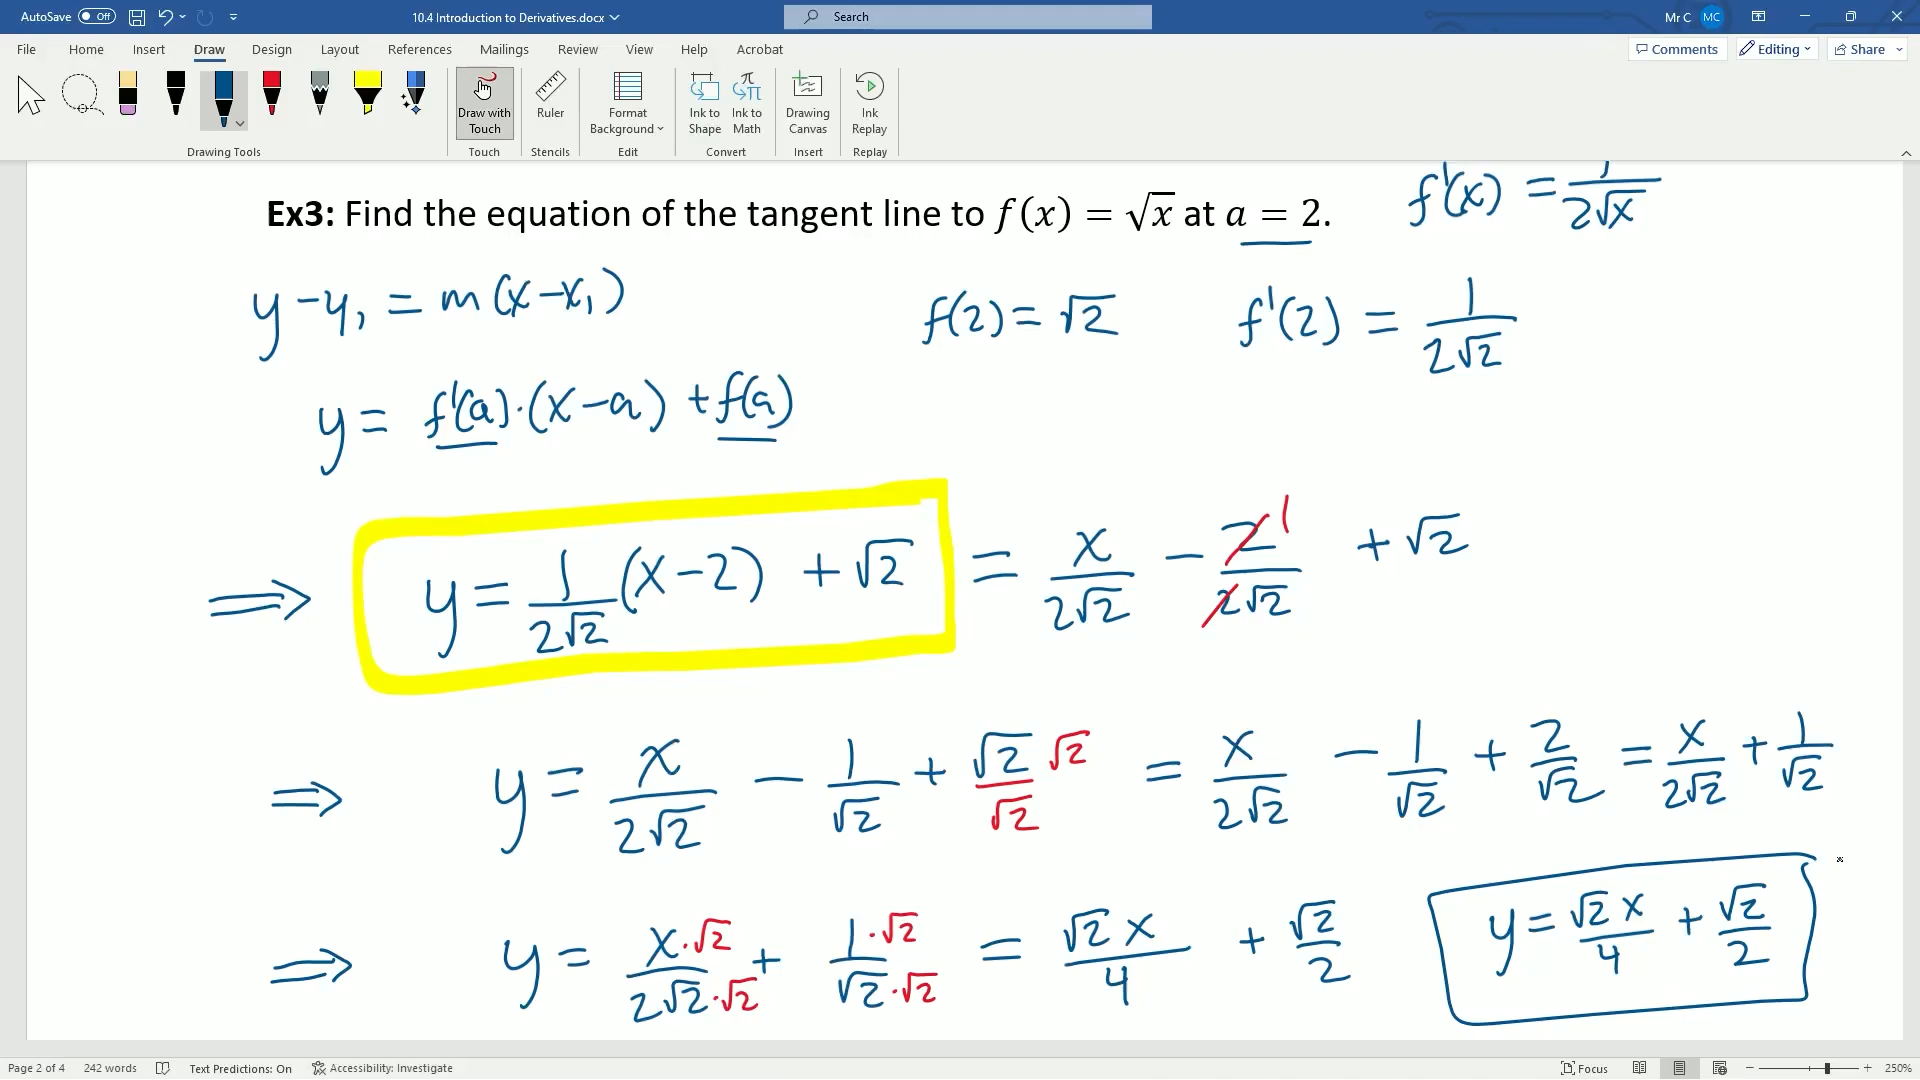 AutoSave Off 10.4 Introduction to Derivatives.docx Search Mr C MC
File Home Insert Draw Design Layout References Mailings Review View Help Acrobat Comments Editing Share
Draw with Touch Ruler Format Background Ink to Shape Ink to Math Drawing Canvas Ink Replay
Drawing Tools Touch Stencils Edit Convert Insert Replay
f'(x) = 1/(2√x)
Ex3: Find the equation of the tangent line to f(x) = √x at a = 2.
y - y₁ = m(x - x₁) f(2) = √2 f'(2) = 1/(2√2)
y = f'(a)·(x - a) + f(a)
⟹ y = 1/(2√2) (x - 2) + √2 = x/(2√2) - 2/(2√2) 1 + √2
⟹ y = x/(2√2) - 1/√2 + √2 √2/√2 = x/(2√2) - 1/√2 + 2/√2 = x/(2√2) + 1/√2
⟹ y = x·√2/(2√2·√2) + 1·√2/(√2·√2) = √2 x/4 + √2/2 y = √2 x/4 + √2/2
Page 2 of 4 242 words Text Predictions: On Accessibility: Investigate Focus 250%